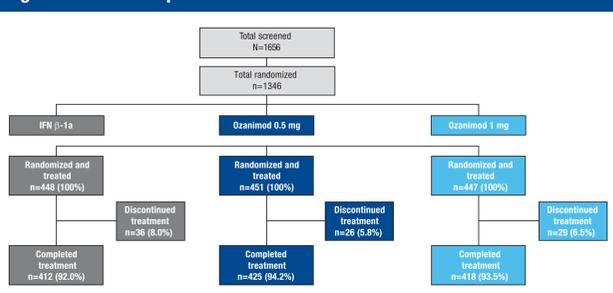 Total screened
N=1656
Total randomized
n=1346
IFN β-1a
Ozanimod 0.5 mg
Ozanimod 1 mg
Randomized and
treated
n=448 (100%)
Randomized and
treated
n=451 (100%)
Randomized and
treated
n=447 (100%)
Discontinued
treatment
n=36 (8.0%)
Discontinued
treatment
n=26 (5.8%)
Discontinued
treatment
n=29 (6.5%)
Completed
treatment
n=412 (92.0%)
Completed
treatment
n=425 (94.2%)
Completed
treatment
n=418 (93.5%)